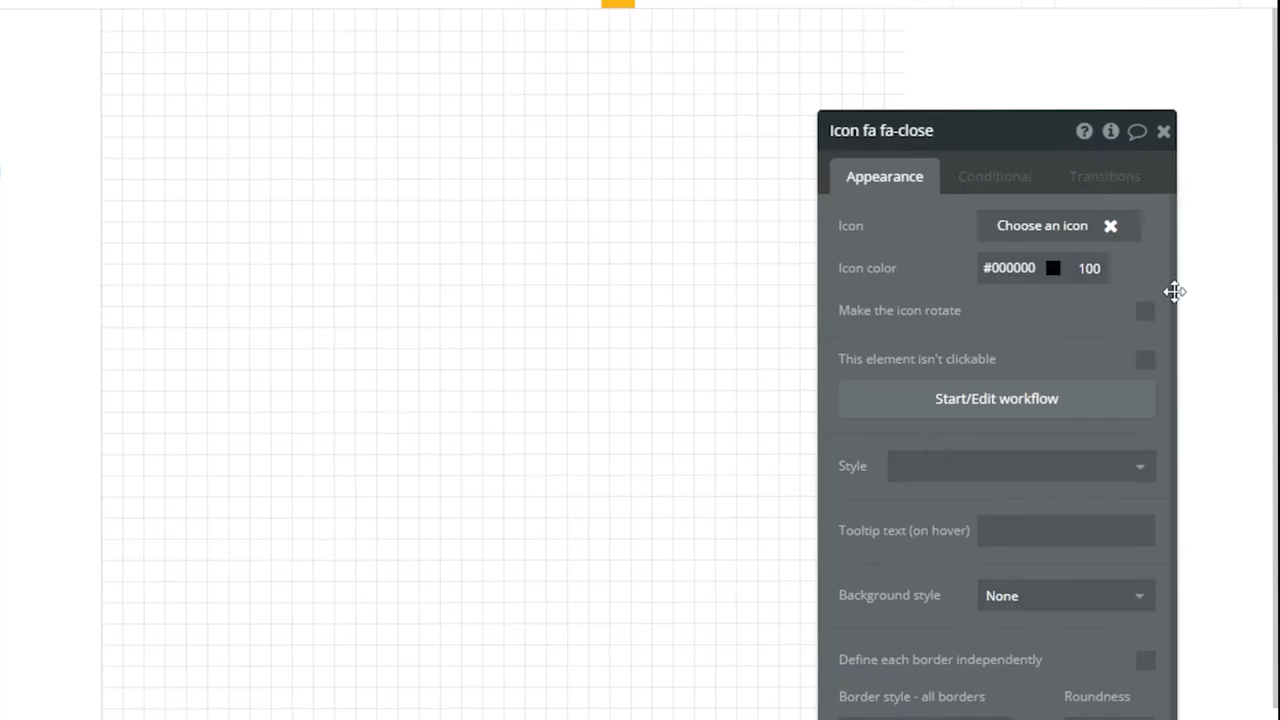 Icon fa fa-close
Appearance Conditional Transitions
Icon Choose an icon
Icon color #000000 100
Make the icon rotate
This element isn't clickable
Start/Edit workflow
Style
Tooltip text (on hover)
Background style None
Define each border independently
Border style - all borders Roundness